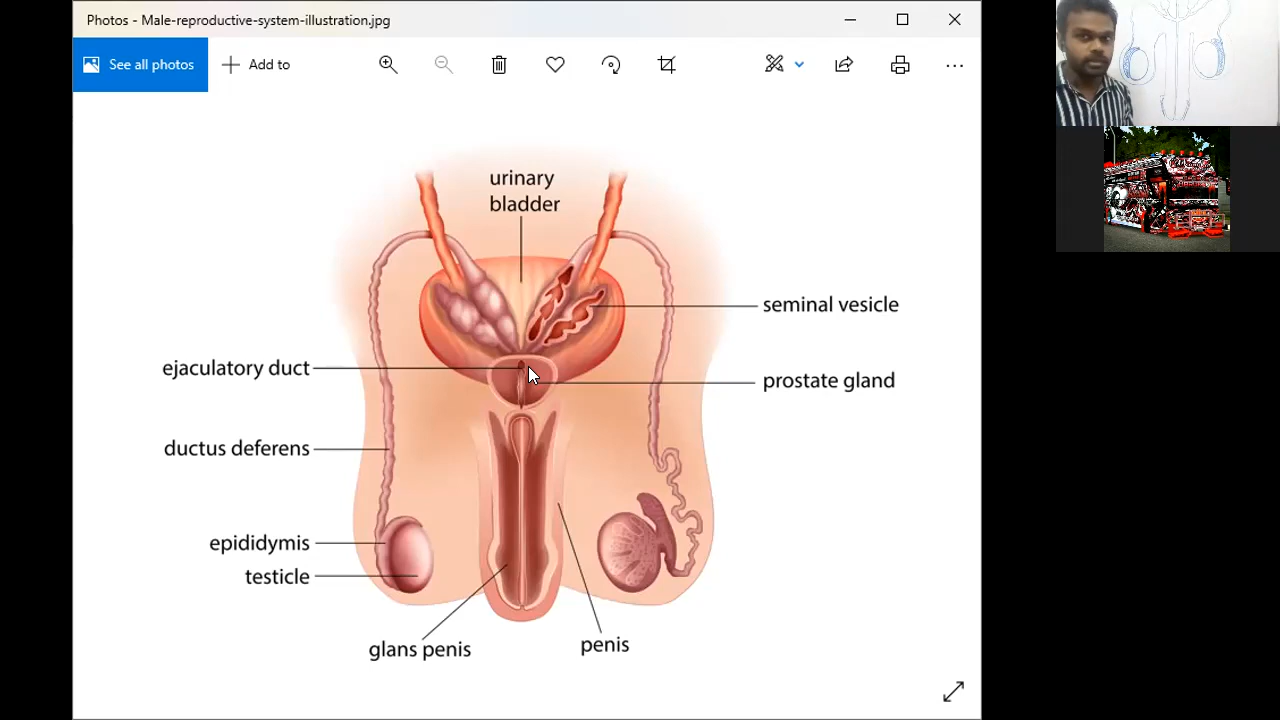 Photos - Male-reproductive-system-illustration.jpg
See all photos
Add to
urinary
bladder
seminal vesicle
ejaculatory duct
prostate gland
ductus deferens
epididymis
testicle
glans penis
penis